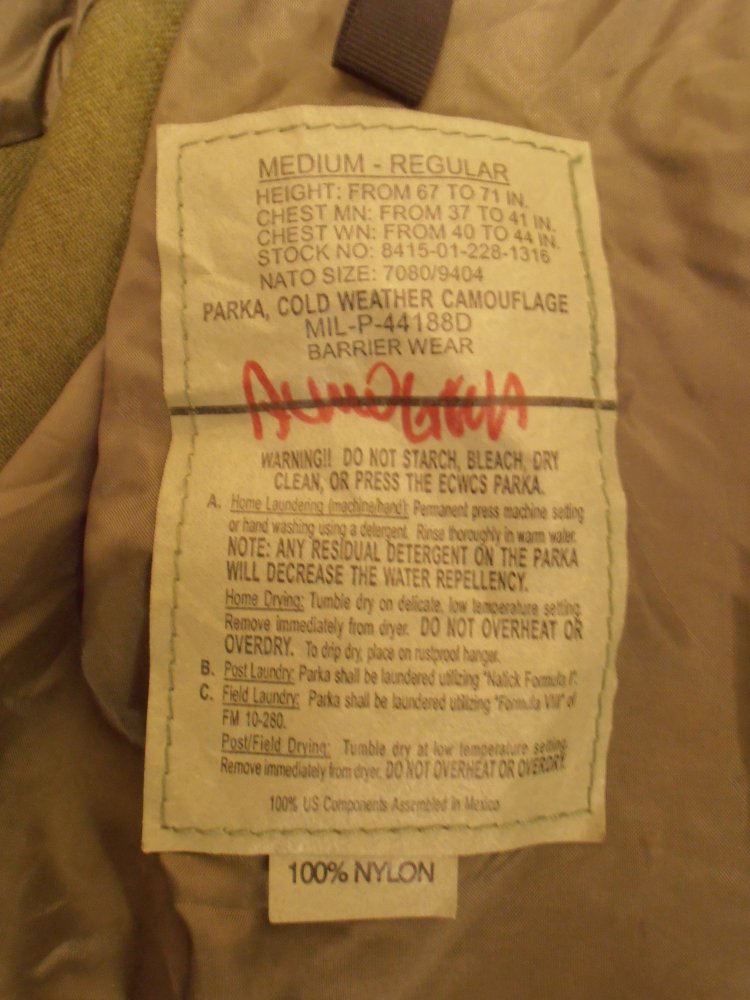 MEDIUM - REGULAR
HEIGHT: FROM 67 TO 71 IN.
CHEST MN: FROM 37 TO 41 IN.
CHEST WN: FROM 40 TO 44 IN.
STOCK NO: 8415-01-228-1316
NATO SIZE: 7080/9404
PARKA, COLD WEATHER CAMOUFLAGE
MIL-P-44188D
BARRIER WEAR
WARNING!! DO NOT STARCH, BLEACH, DRY
CLEAN, OR PRESS THE ECWCS PARKA.
A. Home Laundering (machine/hand): Permanent press machine setting
or hand washing using a detergent. Rinse thoroughly in warm water.
NOTE: ANY RESIDUAL DETERGENT ON THE PARKA
WILL DECREASE THE WATER REPELLENCY.
Home Drying: Tumble dry on delicate, low temperature setting.
Remove immediately from dryer. DO NOT OVERHEAT OR
OVERDRY. To drip dry, place on rustproof hanger.
B. Post Laundry: Parka shall be laundered utilizing "Natick Formula I".
C. Field Laundry: Parka shall be laundered utilizing "Formula VIII" of
FM 10-280.
Post/Field Drying: Tumble dry at low temperature setting.
Remove immediately from dryer. DO NOT OVERHEAT OR OVERDRY.
100% US Components Assembled in Mexico
100% NYLON